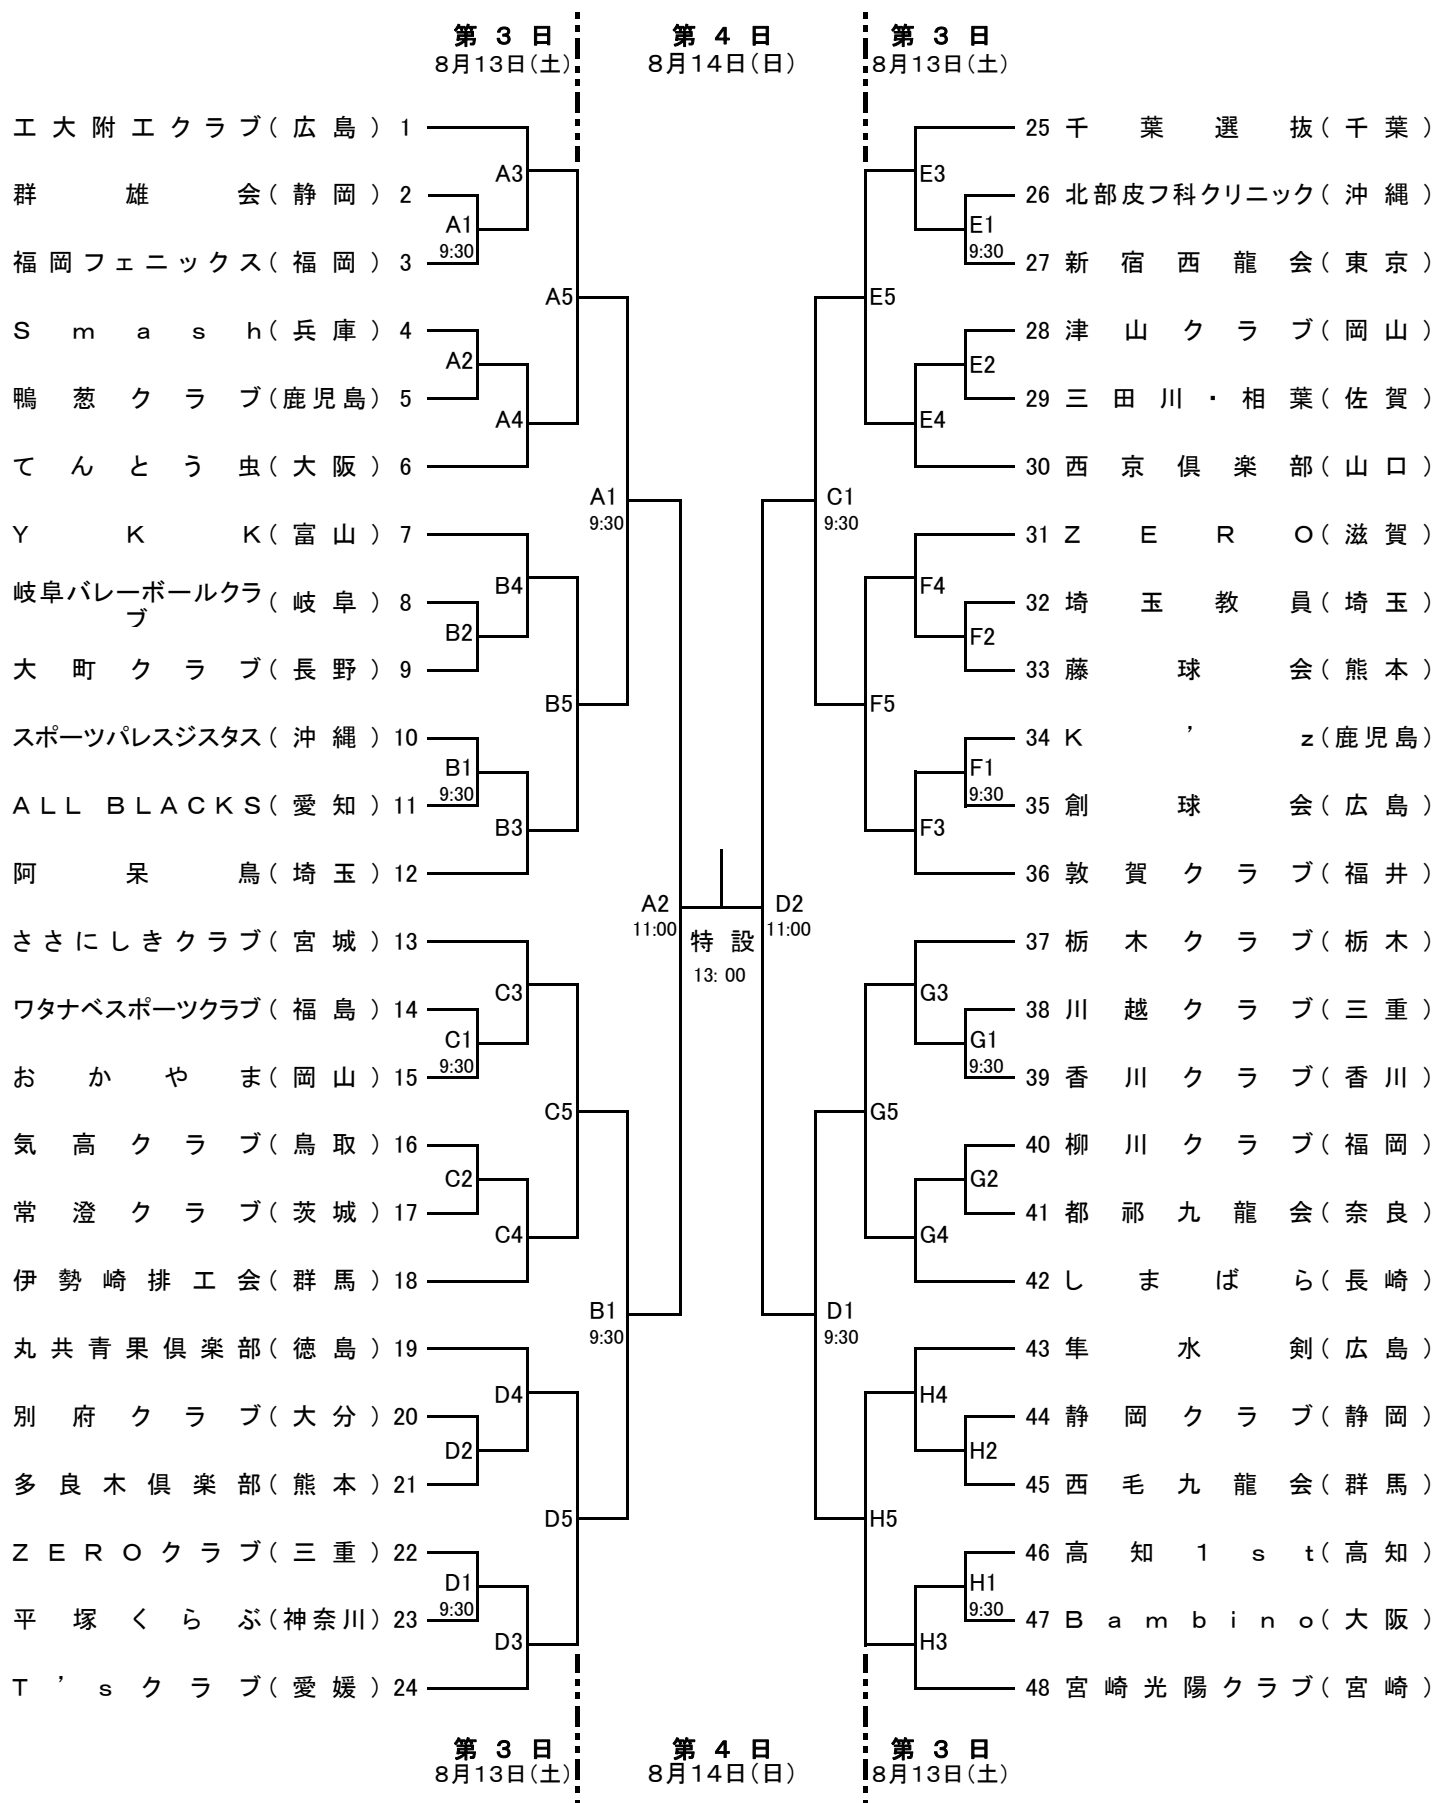 第３日 第４日 第３日
８月１３日（土） ８月１４日（日） ８月１３日（土）
工大附工クラブ（広島）1
A3
群雄会（静岡）2
A1
9:30
福岡フェニックス（福岡）3
A5
Ｓｍａｓｈ（兵庫）4
A2
鴨葱クラブ（鹿児島）5
A4
てんとう虫（大阪）6
A1
9:30
ＹＫＫ（富山）7
B4
岐阜バレーボールクラ
ブ（岐阜）8
B2
大町クラブ（長野）9
B5
スポーツパレスジスタス（沖縄）10
B1
9:30
ＡＬＬ ＢＬＡＣＫＳ（愛知）11
B3
阿呆鳥（埼玉）12
A2
11:00
ささにしきクラブ（宮城）13
C3
ワタナベスポーツクラブ（福島）14
C1
9:30
おかやま（岡山）15
C5
気高クラブ（鳥取）16
C2
常澄クラブ（茨城）17
C4
伊勢崎排工会（群馬）18
B1
9:30
丸共青果倶楽部（徳島）19
D4
別府クラブ（大分）20
D2
多良木倶楽部（熊本）21
D5
ＺＥＲＯクラブ（三重）22
D1
9:30
平塚くらぶ（神奈川）23
D3
Ｔ’ｓクラブ（愛媛）24
特設
13:00
25 千葉選抜（千葉）
E3
26 北部皮フ科クリニック（沖縄）
E1
9:30
27 新宿西龍会（東京）
E5
28 津山クラブ（岡山）
E2
29 三田川・相葉（佐賀）
E4
30 西京倶楽部（山口）
C1
9:30
31 ＺＥＲＯ（滋賀）
F4
32 埼玉教員（埼玉）
F2
33 藤球会（熊本）
F5
34 Ｋ’ｚ（鹿児島）
F1
9:30
35 創球会（広島）
F3
36 敦賀クラブ（福井）
D2
11:00
37 栃木クラブ（栃木）
G3
38 川越クラブ（三重）
G1
9:30
39 香川クラブ（香川）
G5
40 柳川クラブ（福岡）
G2
41 都祁九龍会（奈良）
G4
42 しまばら（長崎）
D1
9:30
43 隼水剣（広島）
H4
44 静岡クラブ（静岡）
H2
45 西毛九龍会（群馬）
H5
46 高知１ｓｔ（高知）
H1
9:30
47 Ｂａｍｂｉｎｏ（大阪）
H3
48 宮崎光陽クラブ（宮崎）
第３日 第４日 第３日
８月１３日（土） ８月１４日（日） ８月１３日（土）